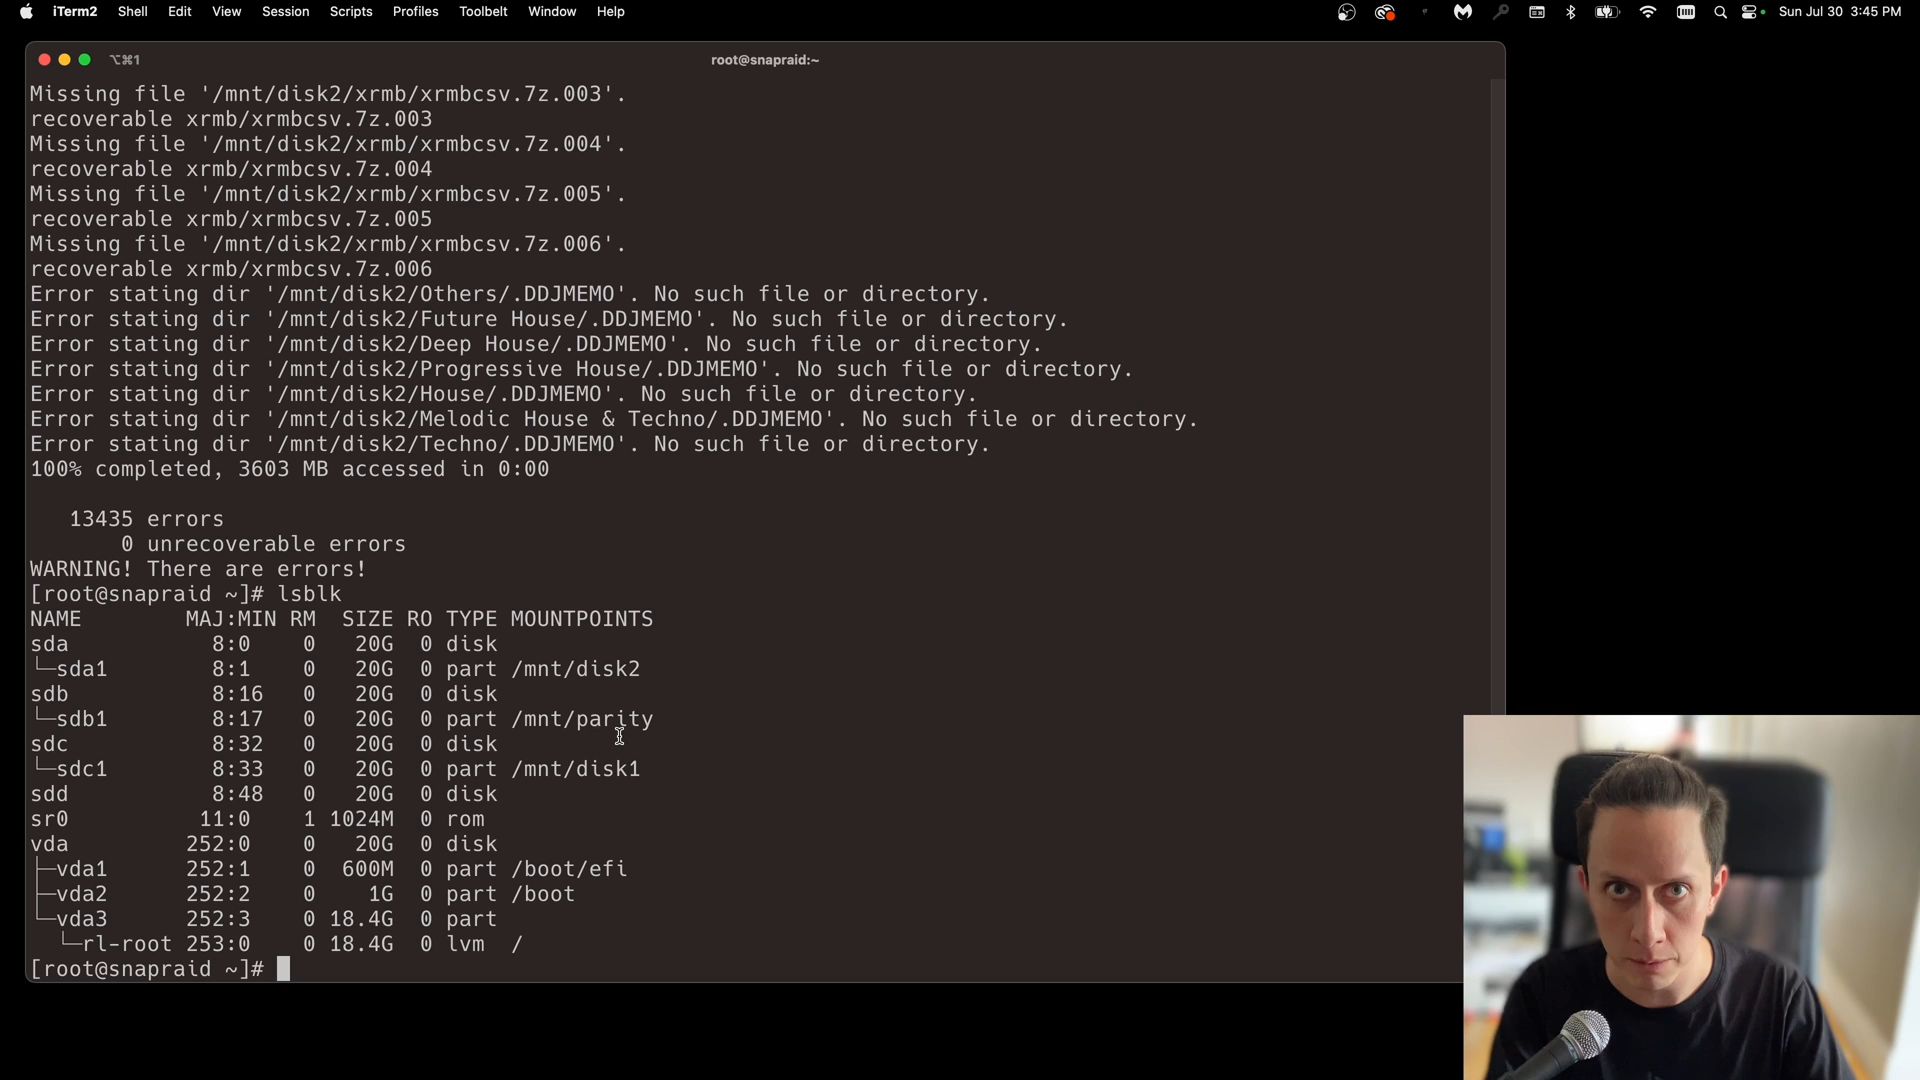 iTerm2 Shell Edit View Session Scripts Profiles Toolbelt Window Help Sun Jul 30 3:45 PM
⌥⌘1 root@snapraid:~
Missing file '/mnt/disk2/xrmb/xrmbcsv.7z.003'.
recoverable xrmb/xrmbcsv.7z.003
Missing file '/mnt/disk2/xrmb/xrmbcsv.7z.004'.
recoverable xrmb/xrmbcsv.7z.004
Missing file '/mnt/disk2/xrmb/xrmbcsv.7z.005'.
recoverable xrmb/xrmbcsv.7z.005
Missing file '/mnt/disk2/xrmb/xrmbcsv.7z.006'.
recoverable xrmb/xrmbcsv.7z.006
Error stating dir '/mnt/disk2/Others/.DDJMEMO'. No such file or directory.
Error stating dir '/mnt/disk2/Future House/.DDJMEMO'. No such file or directory.
Error stating dir '/mnt/disk2/Deep House/.DDJMEMO'. No such file or directory.
Error stating dir '/mnt/disk2/Progressive House/.DDJMEMO'. No such file or directory.
Error stating dir '/mnt/disk2/House/.DDJMEMO'. No such file or directory.
Error stating dir '/mnt/disk2/Melodic House & Techno/.DDJMEMO'. No such file or directory.
Error stating dir '/mnt/disk2/Techno/.DDJMEMO'. No such file or directory.
100% completed, 3603 MB accessed in 0:00
13435 errors
0 unrecoverable errors
WARNING! There are errors!
[root@snapraid ~]# lsblk
NAME MAJ:MIN RM SIZE RO TYPE MOUNTPOINTS
sda 8:0 0 20G 0 disk
└─sda1 8:1 0 20G 0 part /mnt/disk2
sdb 8:16 0 20G 0 disk
└─sdb1 8:17 0 20G 0 part /mnt/parity
sdc 8:32 0 20G 0 disk
└─sdc1 8:33 0 20G 0 part /mnt/disk1
sdd 8:48 0 20G 0 disk
sr0 11:0 1 1024M 0 rom
vda 252:0 0 20G 0 disk
├─vda1 252:1 0 600M 0 part /boot/efi
├─vda2 252:2 0 1G 0 part /boot
└─vda3 252:3 0 18.4G 0 part
└─rl-root 253:0 0 18.4G 0 lvm /
[root@snapraid ~]#